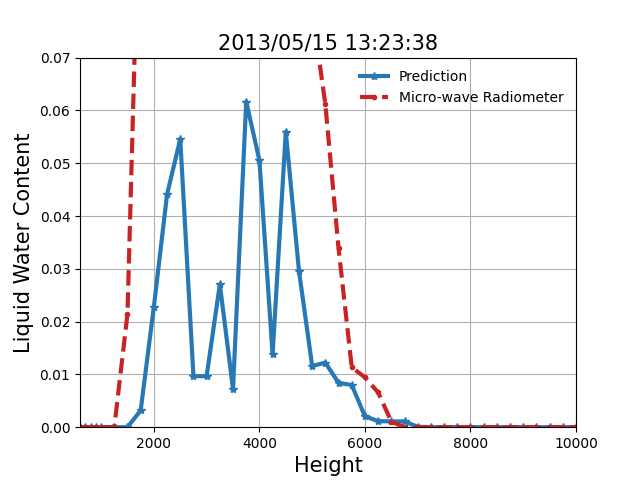 2013/05/15 13:23:38
Prediction
Micro-wave Radiometer
Liquid Water Content
0.07
0.06
0.05
0.04
0.03
0.02
0.01
0.00
2000 4000 6000 8000 10000
Height